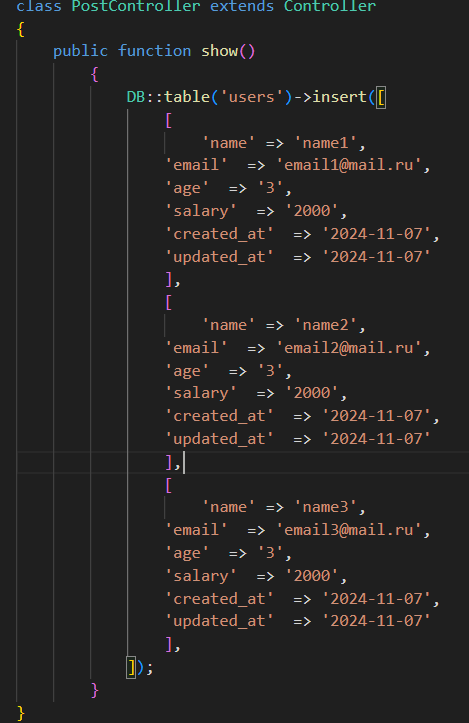 class PostController extends Controller
{
    public function show()
        {
            DB::table('users')->insert([
                [
                    'name' => 'name1',
                'email'  => 'email1@mail.ru',
                'age'  => '3',
                'salary'  => '2000',
                'created_at'  => '2024-11-07',
                'updated_at'  => '2024-11-07'
                ],
                [
                    'name' => 'name2',
                'email'  => 'email2@mail.ru',
                'age'  => '3',
                'salary'  => '2000',
                'created_at'  => '2024-11-07',
                'updated_at'  => '2024-11-07'
                ],
                [
                    'name' => 'name3',
                'email'  => 'email3@mail.ru',
                'age'  => '3',
                'salary'  => '2000',
                'created_at'  => '2024-11-07',
                'updated_at'  => '2024-11-07'
                ],
            ]);
        }
}